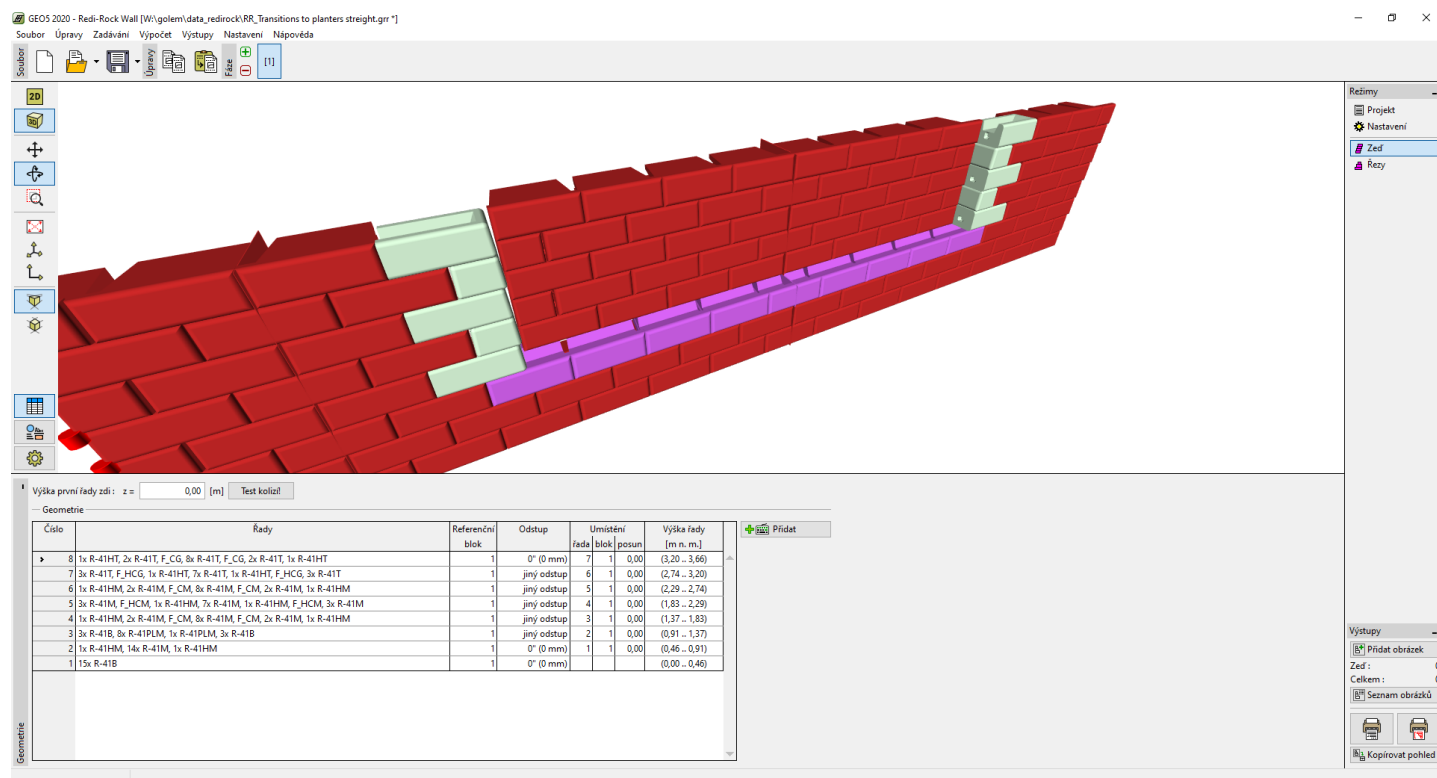 GEO5 2020 - Redi-Rock Wall [W:\golem\data_redirock\RR_Transitions to planters streight.grr *]
Soubor Úpravy Zadávání Výpočet Výstupy Nastavení Nápověda
Soubor
Úpravy
Fáze
[1]
2D
3D
Režimy
Projekt
Nastavení
Zeď
Řezy
Výška první řady zdi : z = 0,00 [m] Test kolizí!
Geometrie
Číslo Řady Referenční blok Odstup Umístění Výška řady
řada blok posun [m n. m.]
8 1x R-41HT, 2x R-41T, F_CG, 8x R-41T, F_CG, 2x R-41T, 1x R-41HT 1 0" (0 mm) 7 1 0,00 (3,20 .. 3,66)
7 3x R-41T, F_HCG, 1x R-41HT, 7x R-41T, 1x R-41HT, F_HCG, 3x R-41T 1 jiný odstup 6 1 0,00 (2,74 .. 3,20)
6 1x R-41HM, 2x R-41M, F_CM, 8x R-41M, F_CM, 2x R-41M, 1x R-41HM 1 jiný odstup 5 1 0,00 (2,29 .. 2,74)
5 3x R-41M, F_HCM, 1x R-41HM, 7x R-41M, 1x R-41HM, F_HCM, 3x R-41M 1 jiný odstup 4 1 0,00 (1,83 .. 2,29)
4 1x R-41HM, 2x R-41M, F_CM, 8x R-41M, F_CM, 2x R-41M, 1x R-41HM 1 jiný odstup 3 1 0,00 (1,37 .. 1,83)
3 3x R-41B, 8x R-41PLM, 1x R-41PLM, 3x R-41B 1 jiný odstup 2 1 0,00 (0,91 .. 1,37)
2 1x R-41HM, 14x R-41M, 1x R-41HM 1 0" (0 mm) 1 1 0,00 (0,46 .. 0,91)
1 15x R-41B 1 0" (0 mm) (0,00 .. 0,46)
Přidat
Geometrie
Výstupy
Přidat obrázek
Zeď :
Celkem :
Seznam obrázků
Kopírovat pohled